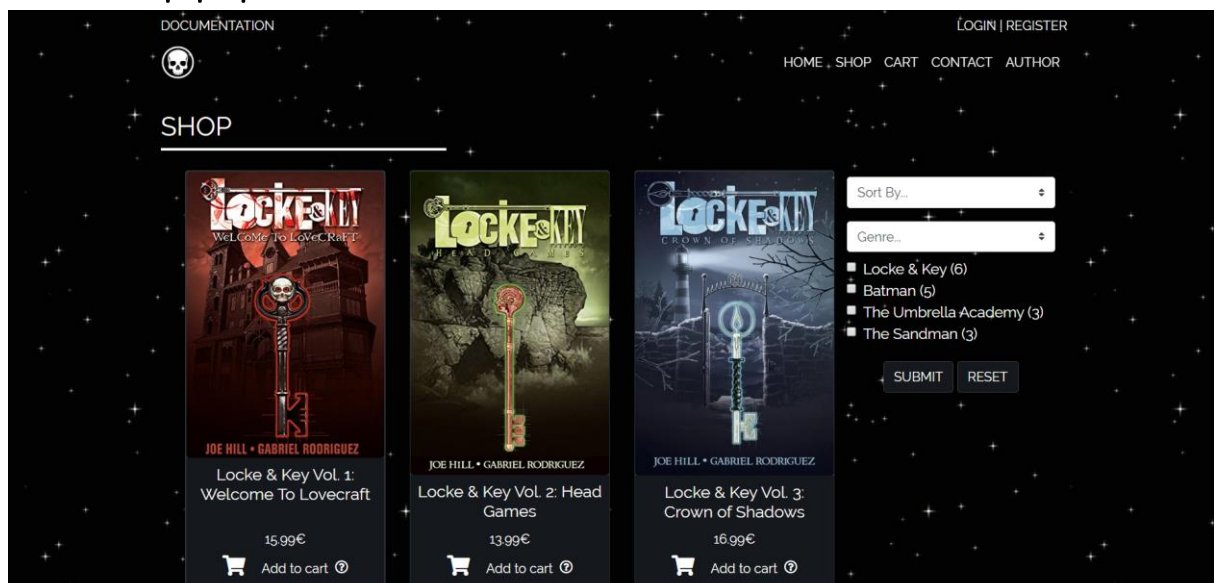 DOCUMENTATION
LOGIN | REGISTER
HOME SHOP CART CONTACT AUTHOR
SHOP
LOCKE & KEY
WELCOME TO LOVECRAFT
JOE HILL • GABRIEL RODRIGUEZ
Locke & Key Vol. 1:
Welcome To Lovecraft
15.99€
Add to cart
LOCKE & KEY
HEAD GAMES
JOE HILL • GABRIEL RODRIGUEZ
Locke & Key Vol. 2: Head
Games
13.99€
Add to cart
LOCKE & KEY
CROWN OF SHADOWS
JOE HILL • GABRIEL RODRIGUEZ
Locke & Key Vol. 3:
Crown of Shadows
16.99€
Add to cart
Sort By...
Genre...
Locke & Key (6)
Batman (5)
The Umbrella Academy (3)
The Sandman (3)
SUBMIT RESET